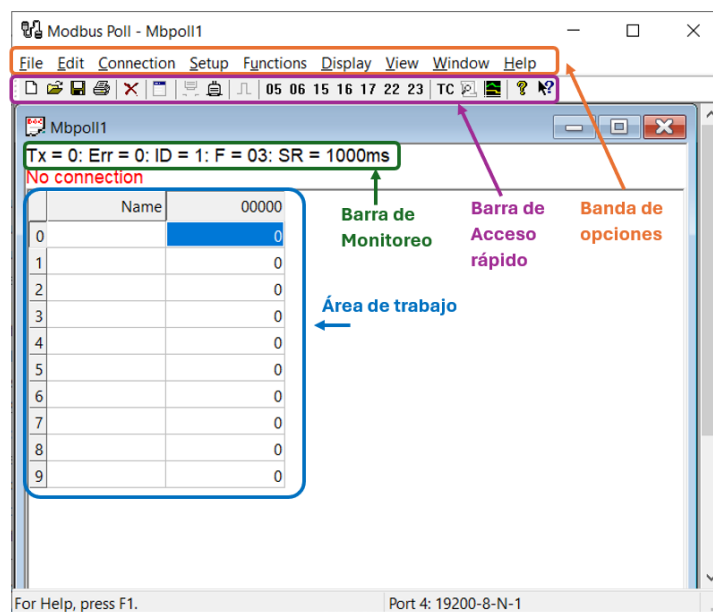 Modbus Poll - Mbpoll1
File Edit Connection Setup Functions Display View Window Help
05 06 15 16 17 22 23 TC
Mbpoll1
Tx = 0: Err = 0: ID = 1: F = 03: SR = 1000ms
No connection
Name 00000
0 0
1 0
2 0
3 0
4 0
5 0
6 0
7 0
8 0
9 0
Barra de
Monitoreo
Barra de
Acceso
rápido
Banda de
opciones
Área de trabajo
For Help, press F1.
Port 4: 19200-8-N-1